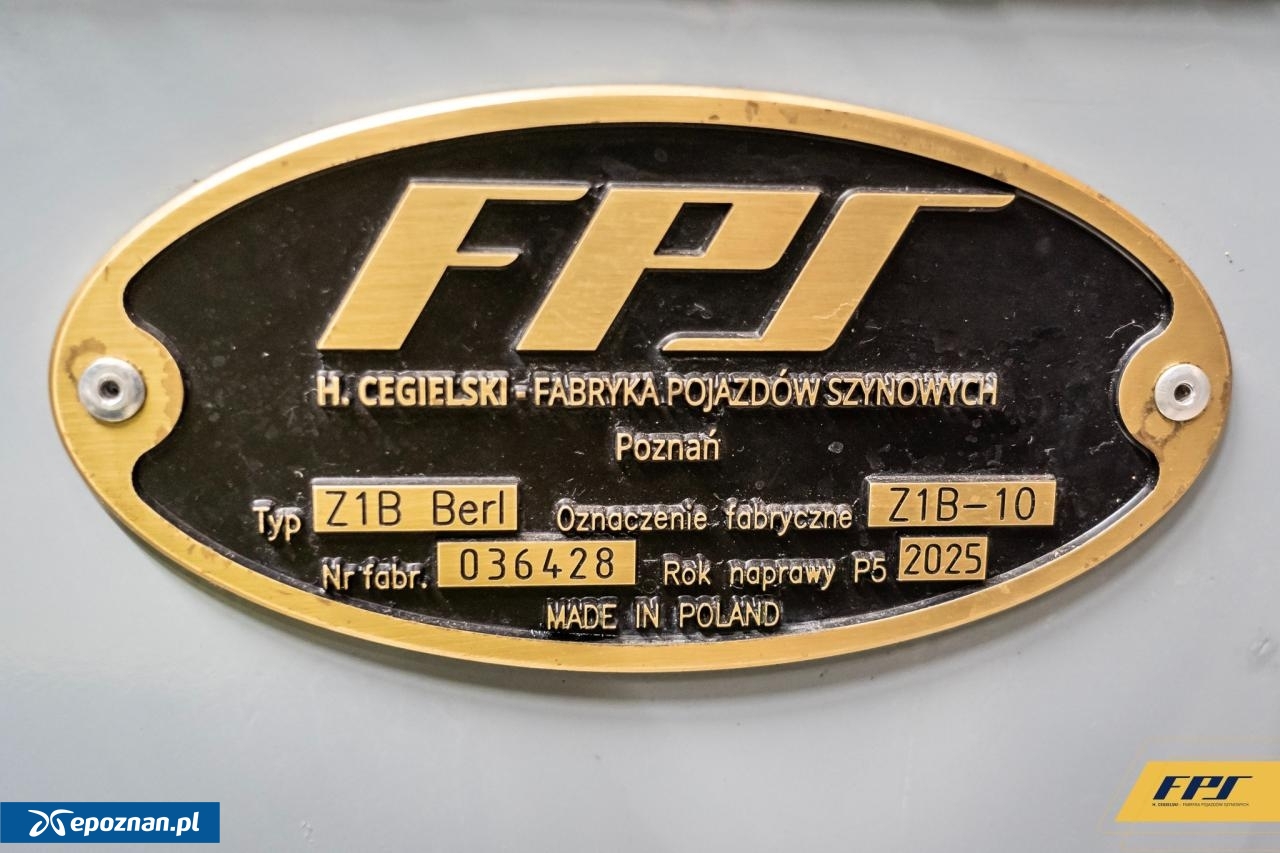 FPS
H. CEGIELSKI - FABRYKA POJAZDÓW SZYNOWYCH
Poznań
Typ Z1B Berl Oznaczenie fabryczne Z1B-10
Nr fabr. 036428 Rok naprawy P5 2025
MADE IN POLAND
epoznan.pl
FPS
H. CEGIELSKI - FABRYKA POJAZDÓW SZYNOWYCH